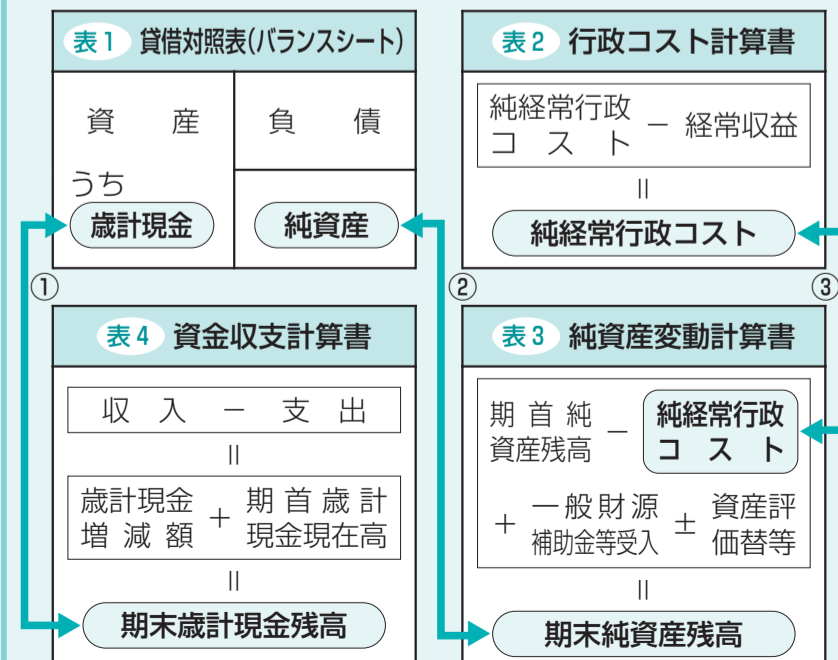 表1 貸借対照表(バランスシート)
資産
負債
うち
歳計現金
純資産
表2 行政コスト計算書
純経常行政
コスト
－ 経常収益
＝
純経常行政コスト
①
②
③
表4 資金収支計算書
収入 － 支出
＝
歳計現金
増減額
＋
期首歳計
現金現在高
＝
期末歳計現金残高
表3 純資産変動計算書
期首純
資産残高
－
純経常行政
コスト
＋
一般財源
補助金等受入
±
資産評
価替等
＝
期末純資産残高